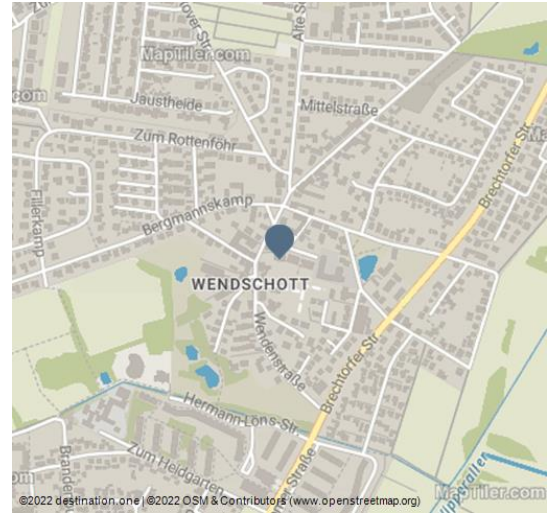 Alte S
MapTiler.com
Jaustheide
Mittelstraße
Zum Rottenföhr
Brechtorfer Str.
Fillerkamp
Bergmannskamp
WENDSCHOTT
Wendenstraße
Brechtorfer Str.
Hermann-Löns-Str.
Zum Heidgarten
Straße
MapTiler.com
©2022 destination.one | ©2022 OSM & Contributors (www.openstreetmap.org)